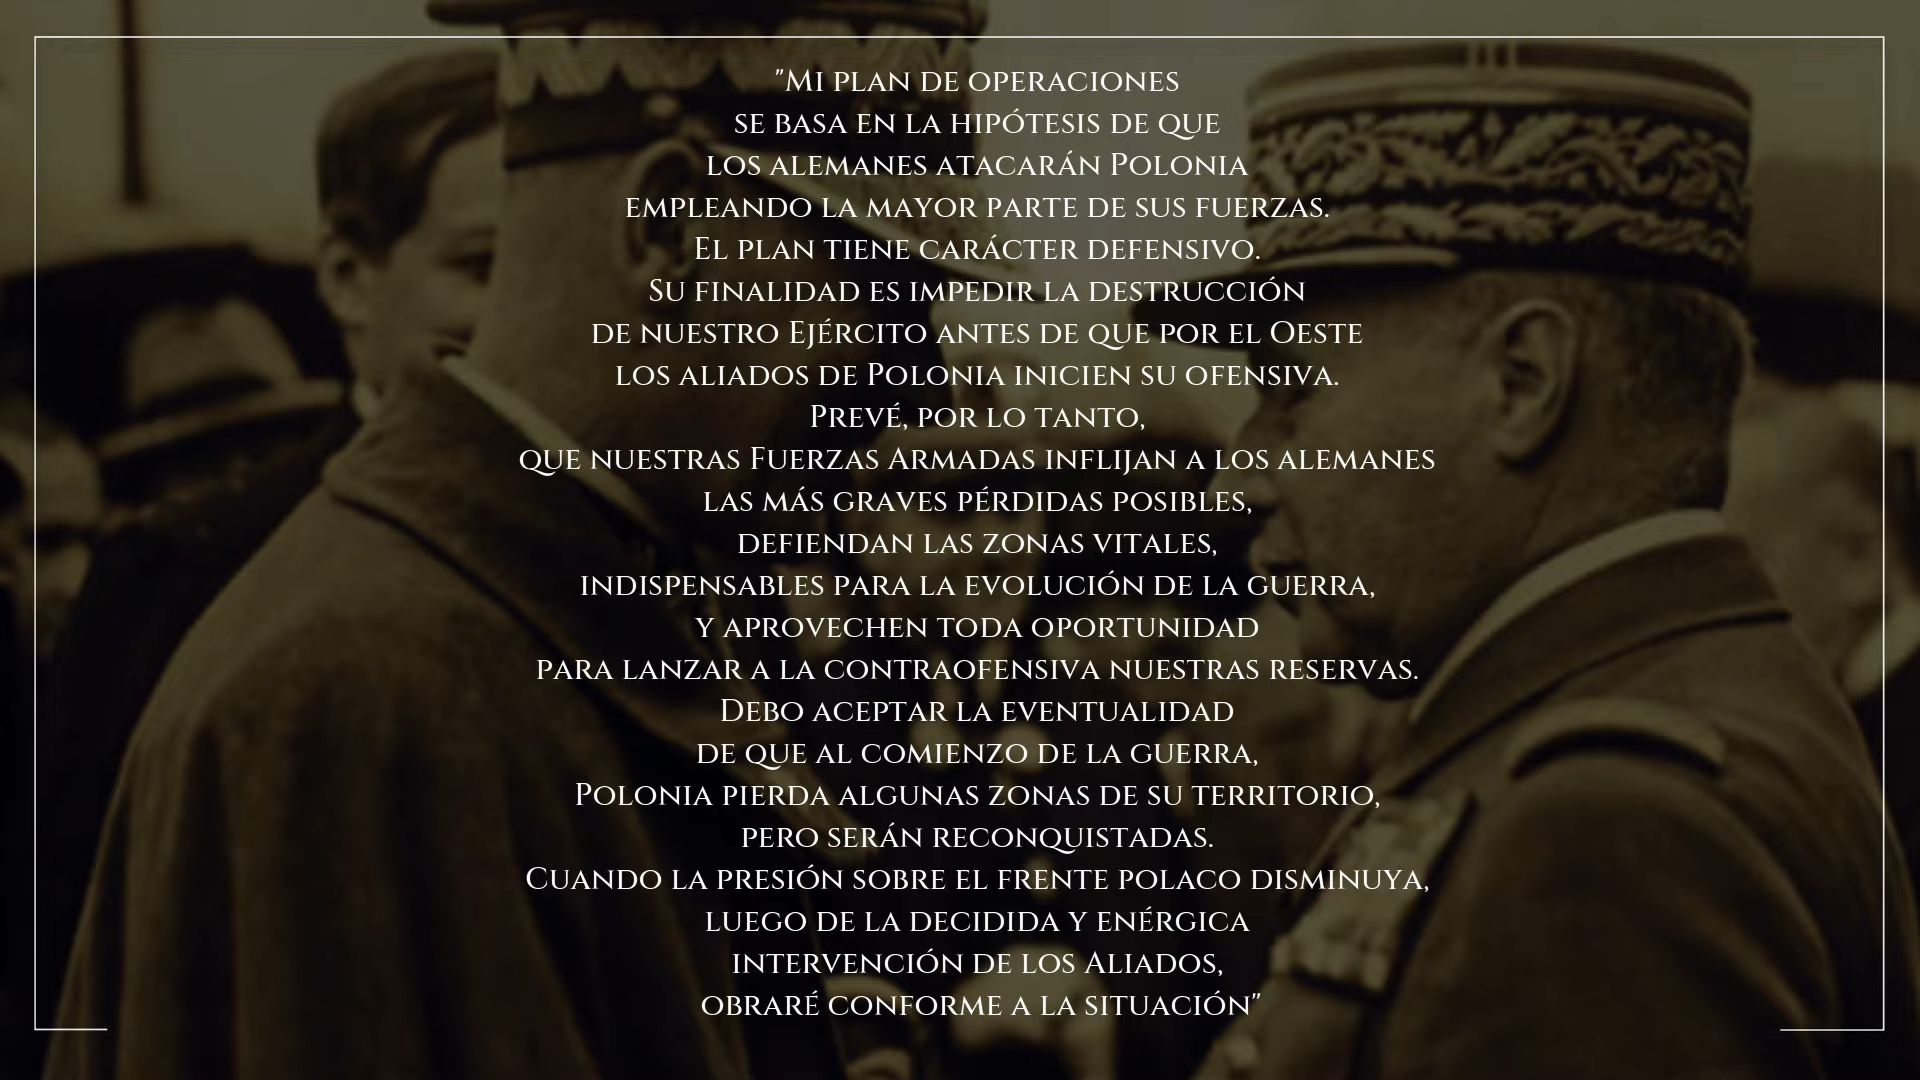 "Mi plan de operaciones
se basa en la hipótesis de que
los alemanes atacarán Polonia
empleando la mayor parte de sus fuerzas.
El plan tiene carácter defensivo.
Su finalidad es impedir la destrucción
de nuestro Ejército antes de que por el Oeste
los aliados de Polonia inicien su ofensiva.
Prevé, por lo tanto,
que nuestras Fuerzas Armadas inflijan a los alemanes
las más graves pérdidas posibles,
defiendan las zonas vitales,
indispensables para la evolución de la guerra,
y aprovechen toda oportunidad
para lanzar a la contraofensiva nuestras reservas.
Debo aceptar la eventualidad
de que al comienzo de la guerra,
Polonia pierda algunas zonas de su territorio,
pero serán reconquistadas.
Cuando la presión sobre el frente polaco disminuya,
luego de la decidida y enérgica
intervención de los Aliados,
obraré conforme a la situación"